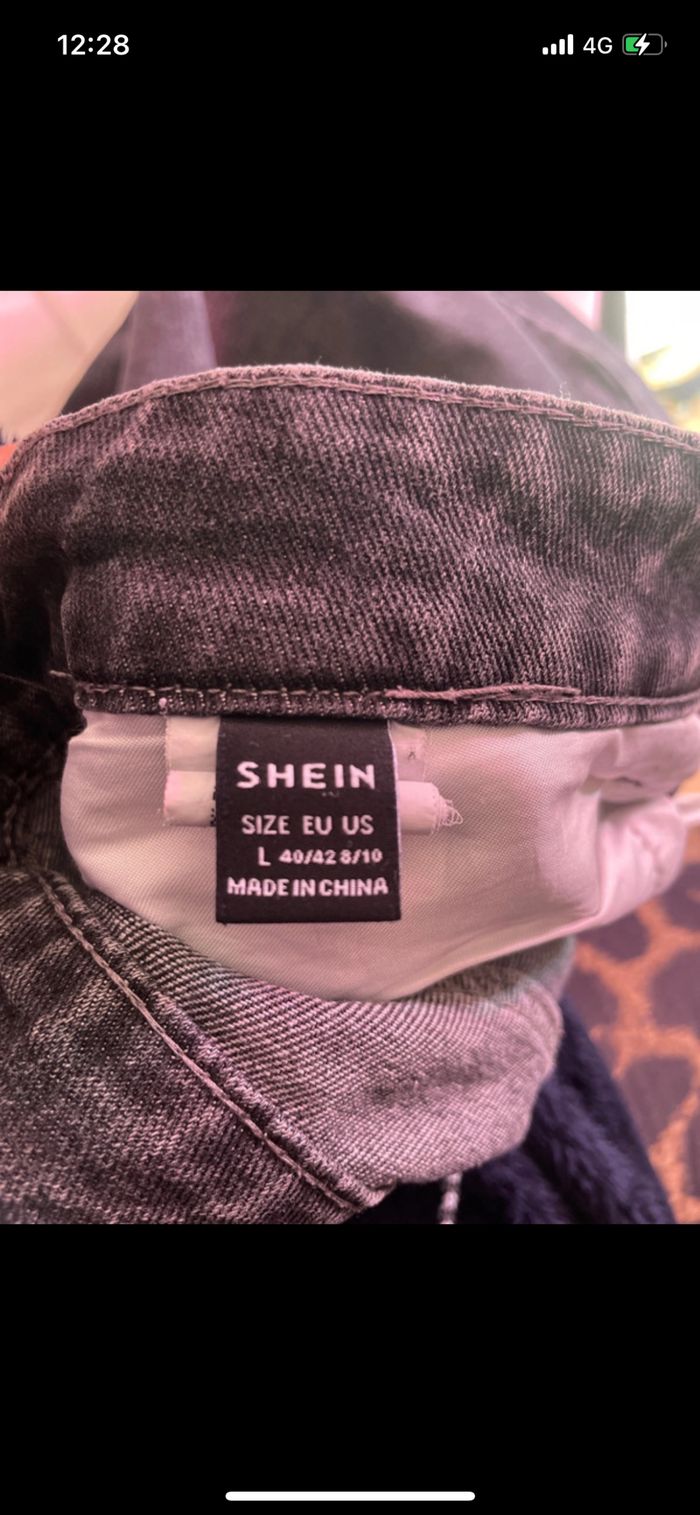 12:28
4G
SHEIN
SIZE EU US
L 40/42 8/10
MADE IN CHINA